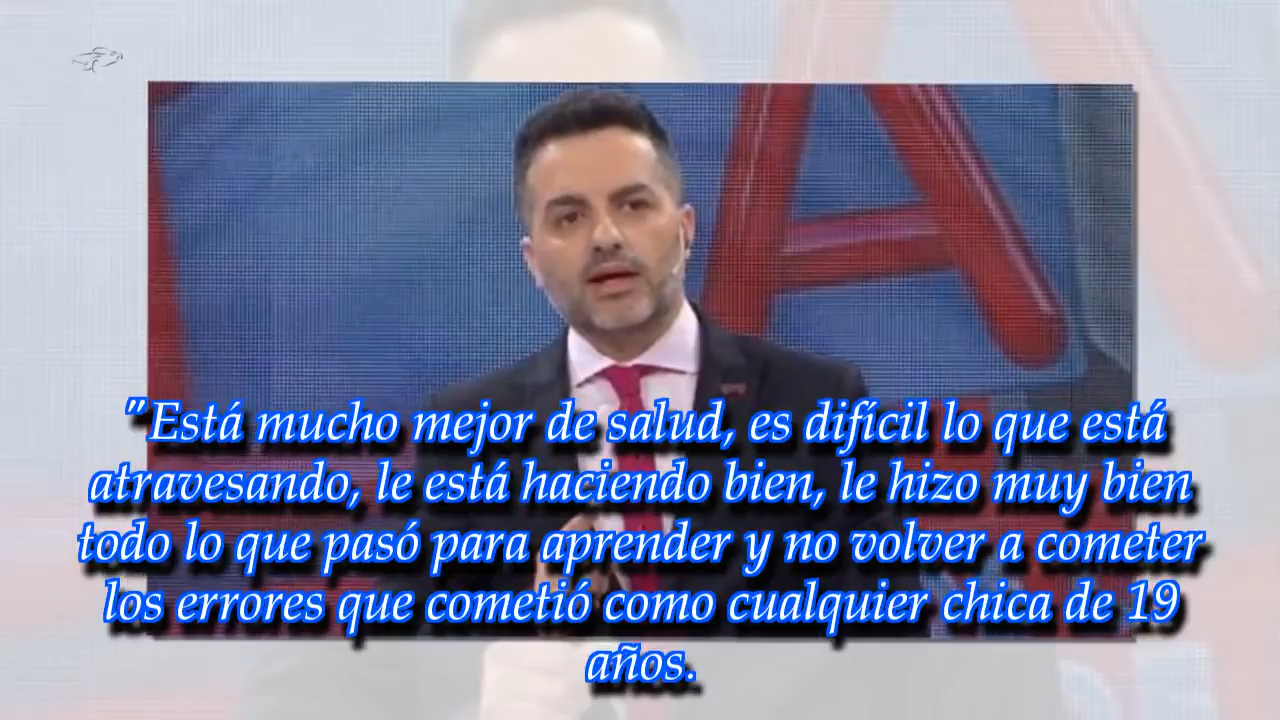 "Está mucho mejor de salud, es difícil lo que está
atravesando, le está haciendo bien, le hizo muy bien
todo lo que pasó para aprender y no volver a cometer
los errores que cometió como cualquier chica de 19
años.